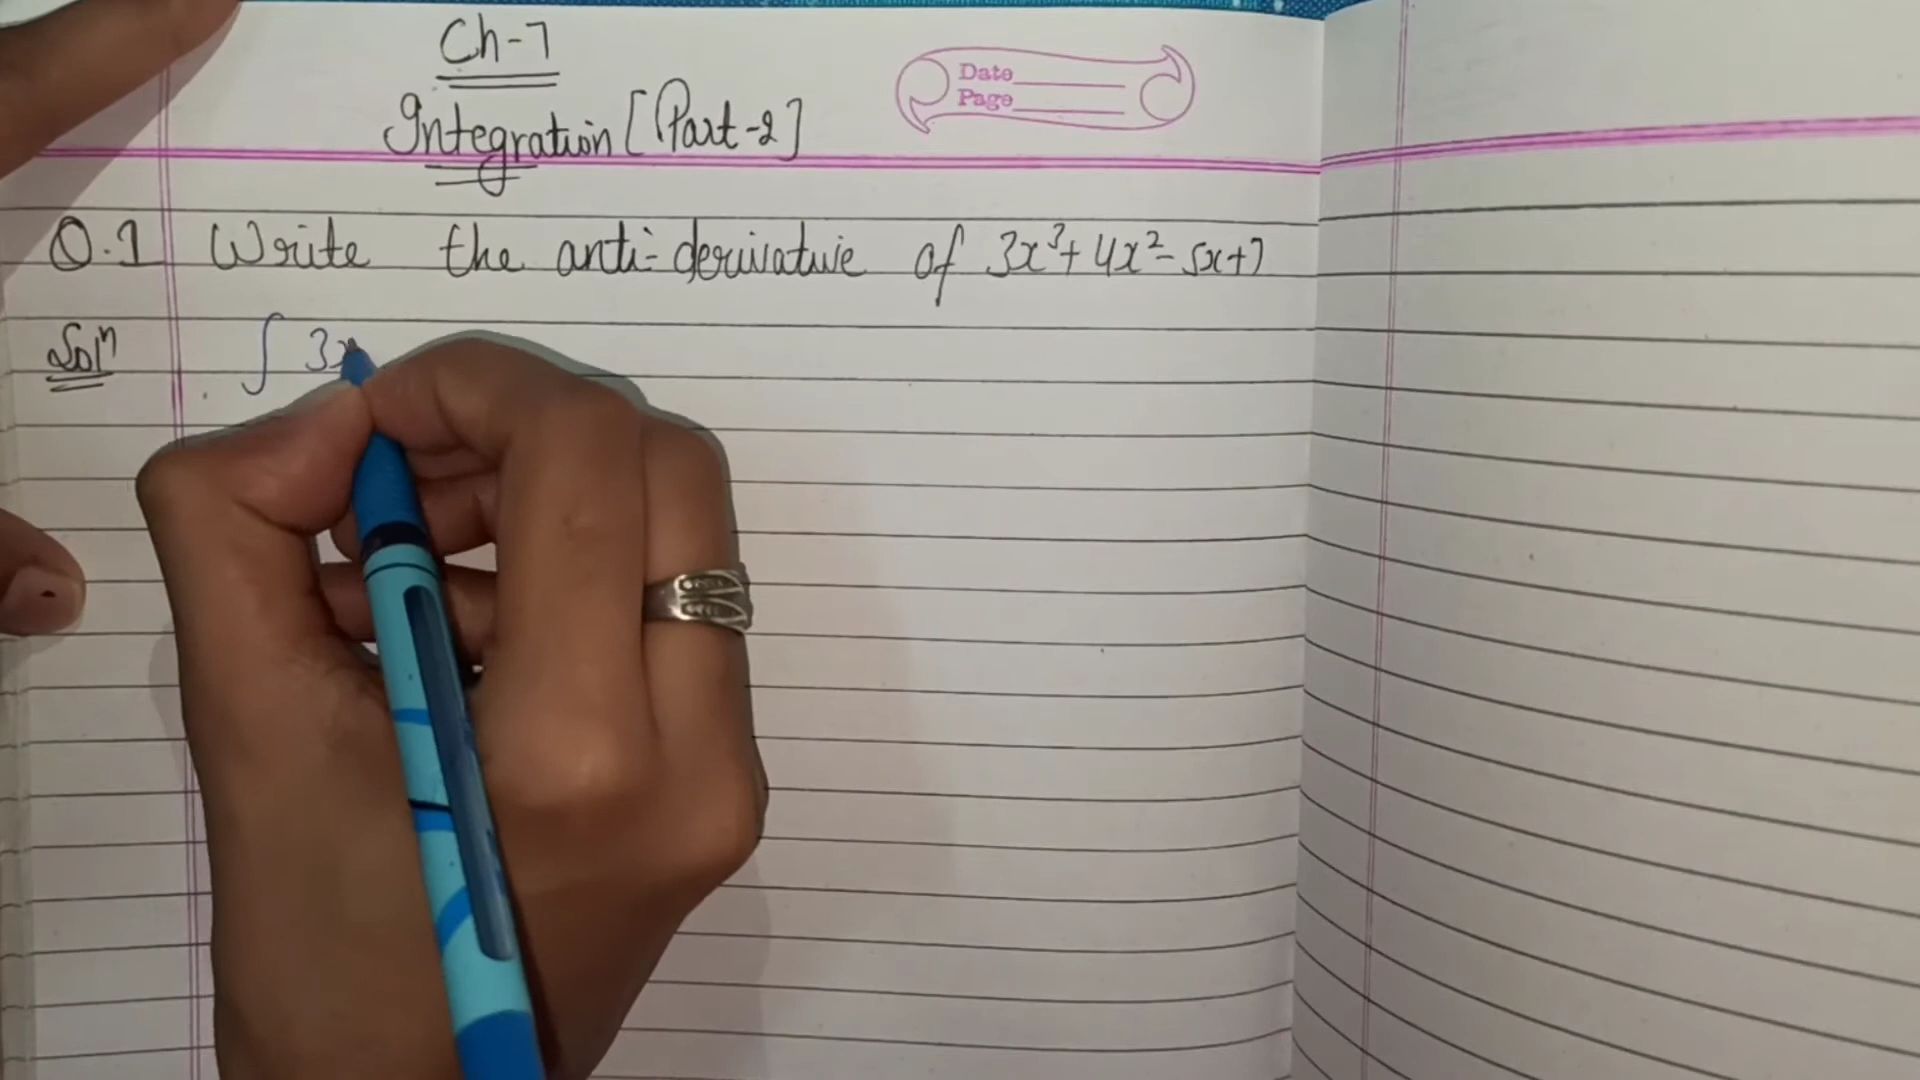 Ch-7
Date
Page
Integration [Part-2]
Q.1 Write the anti-derivative of 3x³+ 4x²- 5x+7
Solⁿ ∫ 3x